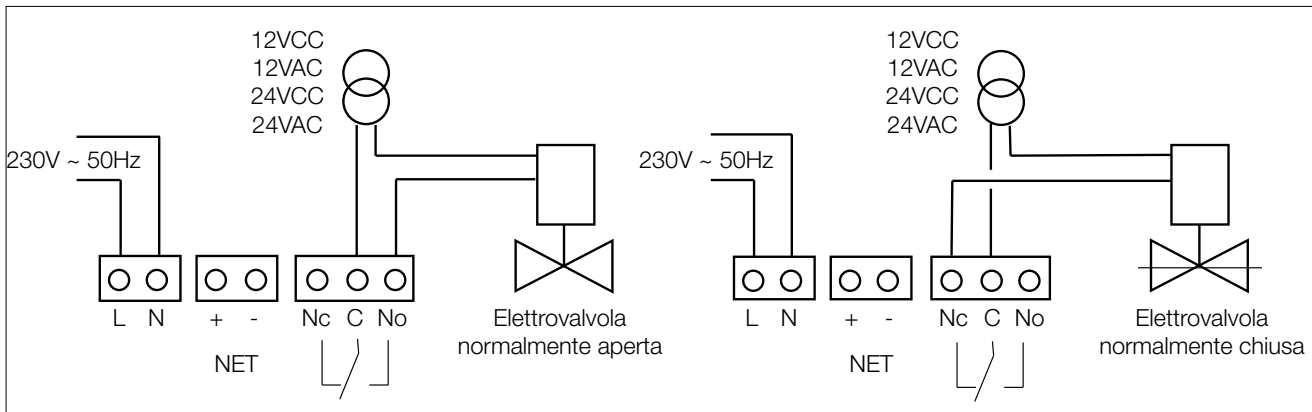 12VCC
12VAC
24VCC
24VAC
230V ~ 50Hz
L N + - Nc C No
NET
Elettrovalvola
normalmente aperta
12VCC
12VAC
24VCC
24VAC
230V ~ 50Hz
L N + - Nc C No
NET
Elettrovalvola
normalmente chiusa